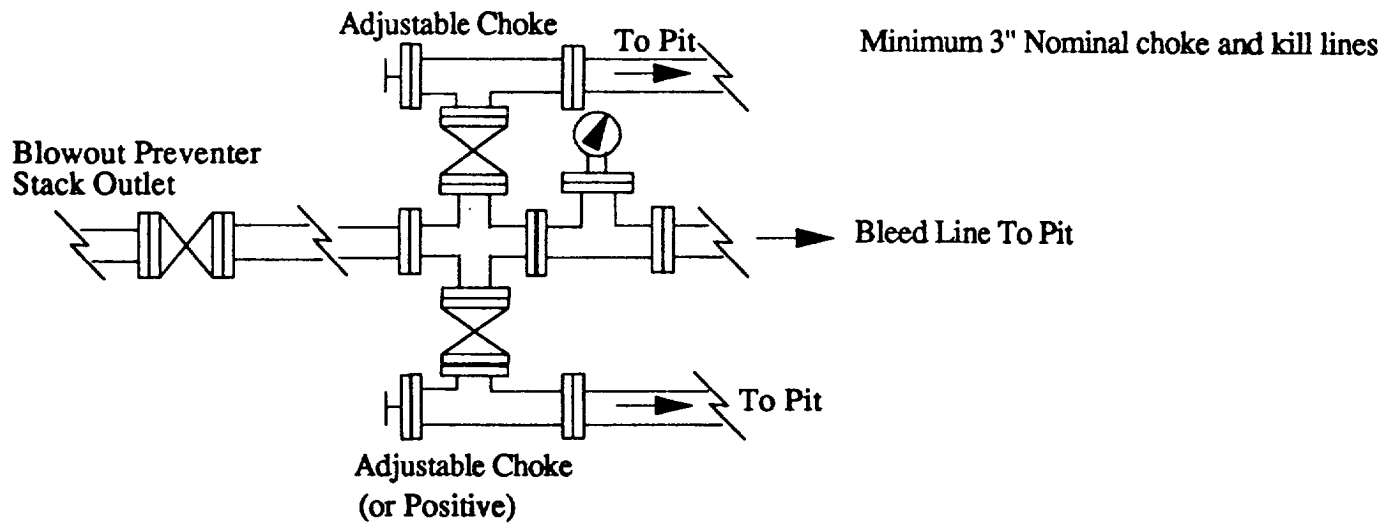 Adjustable Choke
To Pit
Minimum 3" Nominal choke and kill lines
Blowout Preventer
Stack Outlet
Bleed Line To Pit
To Pit
Adjustable Choke
(or Positive)